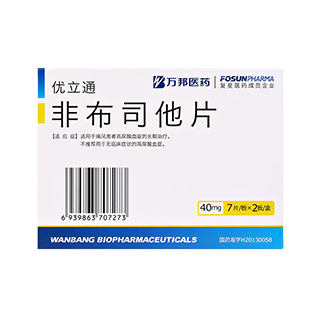 万邦医药
FOSUNPHARMA
复星医药成员企业
优立通
非布司他片
【适 应 症】适用于痛风患者高尿酸血症的长期治疗。
不推荐用于无临床症状的高尿酸血症。
6 939863 707273
40mg 7片/板×2板/盒
WANBANG BIOPHARMACEUTICALS
国药准字H20130058